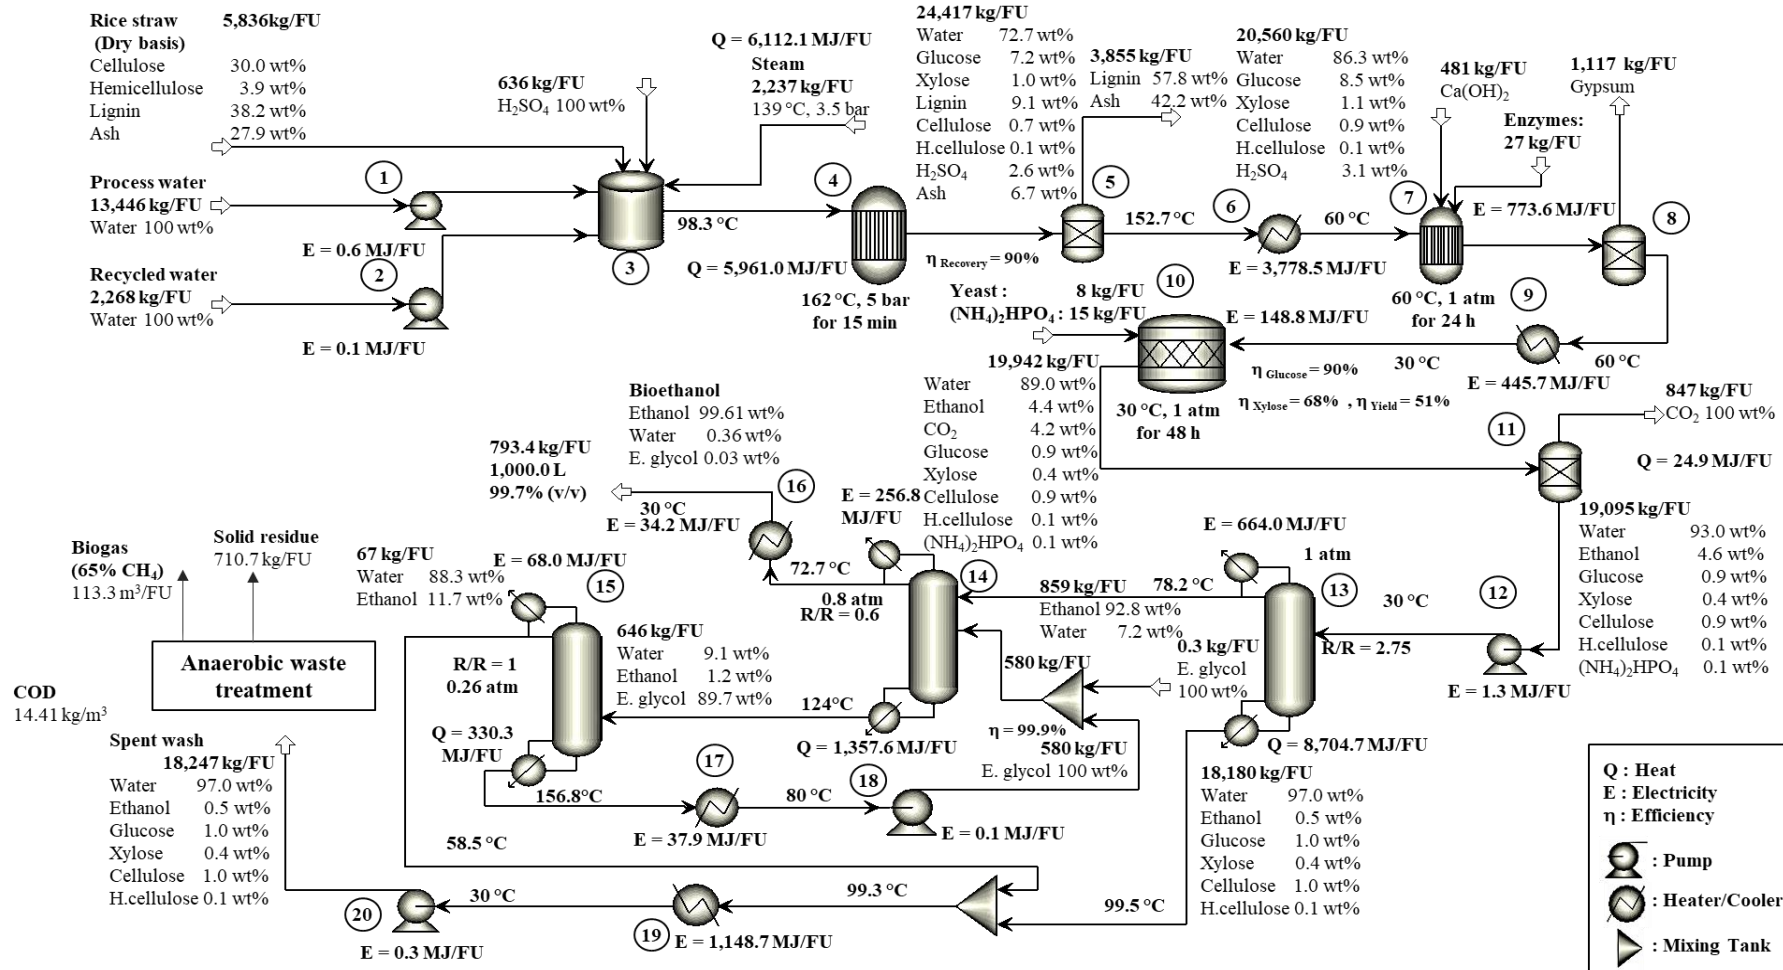 Rice straw 5,836kg/FU
(Dry basis)
Cellulose 30.0 wt%
Hemicellulose 3.9 wt%
Lignin 38.2 wt%
Ash 27.9 wt%
Process water
13,446 kg/FU
Water 100 wt%
E = 0.6 MJ/FU
Recycled water
2,268 kg/FU
Water 100 wt%
E = 0.1 MJ/FU
1
2
636 kg/FU
H₂SO₄ 100 wt%
Q = 6,112.1 MJ/FU
Steam
2,237 kg/FU
139 °C, 3.5 bar
3
98.3 °C
4
Q = 5,961.0 MJ/FU
162 °C, 5 bar
for 15 min
24,417 kg/FU
Water 72.7 wt%
Glucose 7.2 wt%
Xylose 1.0 wt%
Lignin 9.1 wt%
Cellulose 0.7 wt%
H.cellulose 0.1 wt%
H₂SO₄ 2.6 wt%
Ash 6.7 wt%
η Recovery = 90%
3,855 kg/FU
Lignin 57.8 wt%
Ash 42.2 wt%
5
152.7 °C
20,560 kg/FU
Water 86.3 wt%
Glucose 8.5 wt%
Xylose 1.1 wt%
Cellulose 0.9 wt%
H.cellulose 0.1 wt%
H₂SO₄ 3.1 wt%
6
60 °C
E = 3,778.5 MJ/FU
481 kg/FU
Ca(OH)₂
Enzymes:
27 kg/FU
7
E = 773.6 MJ/FU
60 °C, 1 atm
for 24 h
1,117 kg/FU
Gypsum
8
60 °C
9
30 °C
E = 445.7 MJ/FU
Yeast : 8 kg/FU
(NH₄)₂HPO₄ : 15 kg/FU
10
E = 148.8 MJ/FU
η Glucose = 90%
η Xylose = 68% , η Yield = 51%
30 °C, 1 atm
for 48 h
19,942 kg/FU
Water 89.0 wt%
Ethanol 4.4 wt%
CO₂ 4.2 wt%
Glucose 0.9 wt%
Xylose 0.4 wt%
Cellulose 0.9 wt%
H.cellulose 0.1 wt%
(NH₄)₂HPO₄ 0.1 wt%
847 kg/FU
CO₂ 100 wt%
11
Q = 24.9 MJ/FU
19,095 kg/FU
Water 93.0 wt%
Ethanol 4.6 wt%
Glucose 0.9 wt%
Xylose 0.4 wt%
Cellulose 0.9 wt%
H.cellulose 0.1 wt%
(NH₄)₂HPO₄ 0.1 wt%
12
E = 1.3 MJ/FU
30 °C
E = 664.0 MJ/FU
1 atm
13
R/R = 2.75
78.2 °C
Q = 8,704.7 MJ/FU
859 kg/FU
Ethanol 92.8 wt%
Water 7.2 wt%
0.3 kg/FU
E. glycol
100 wt%
580 kg/FU
η = 99.9%
580 kg/FU
E. glycol 100 wt%
14
E = 256.8
MJ/FU
72.7 °C
0.8 atm
R/R = 0.6
124°C
Q = 1,357.6 MJ/FU
Bioethanol
Ethanol 99.61 wt%
Water 0.36 wt%
E. glycol 0.03 wt%
793.4 kg/FU
1,000.0 L
99.7% (v/v)
16
30 °C
E = 34.2 MJ/FU
67 kg/FU
Water 88.3 wt%
Ethanol 11.7 wt%
E = 68.0 MJ/FU
15
646 kg/FU
Water 9.1 wt%
Ethanol 1.2 wt%
E. glycol 89.7 wt%
R/R = 1
0.26 atm
Q = 330.3
MJ/FU
156.8°C
17
E = 37.9 MJ/FU
80 °C
18
E = 0.1 MJ/FU
58.5 °C
18,180 kg/FU
Water 97.0 wt%
Ethanol 0.5 wt%
Glucose 1.0 wt%
Xylose 0.4 wt%
Cellulose 1.0 wt%
H.cellulose 0.1 wt%
99.5 °C
99.3 °C
19
E = 1,148.7 MJ/FU
30 °C
20
E = 0.3 MJ/FU
Biogas
(65% CH₄)
113.3 m³/FU
Solid residue
710.7 kg/FU
Anaerobic waste
treatment
COD
14.41 kg/m³
Spent wash
18,247 kg/FU
Water 97.0 wt%
Ethanol 0.5 wt%
Glucose 1.0 wt%
Xylose 0.4 wt%
Cellulose 1.0 wt%
H.cellulose 0.1 wt%
Q : Heat
E : Electricity
η : Efficiency
: Pump
: Heater/Cooler
: Mixing Tank